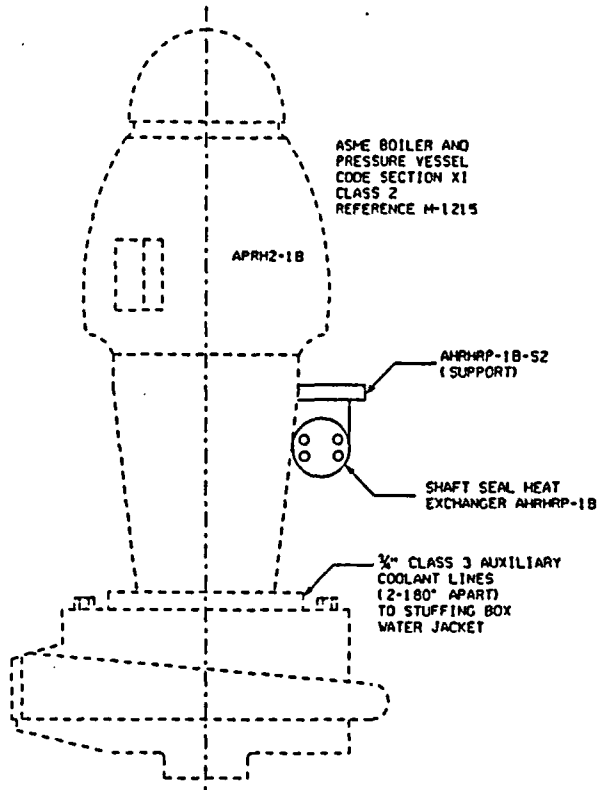 ASME BOILER AND
PRESSURE VESSEL
CODE SECTION XI
CLASS 2
REFERENCE M-1215
APRH2-1B
AHRHRP-1B-S2
(SUPPORT)
SHAFT SEAL HEAT
EXCHANGER AHRHRP-1B
¾" CLASS 3 AUXILIARY
COOLANT LINES
(2-180° APART)
TO STUFFING BOX
WATER JACKET